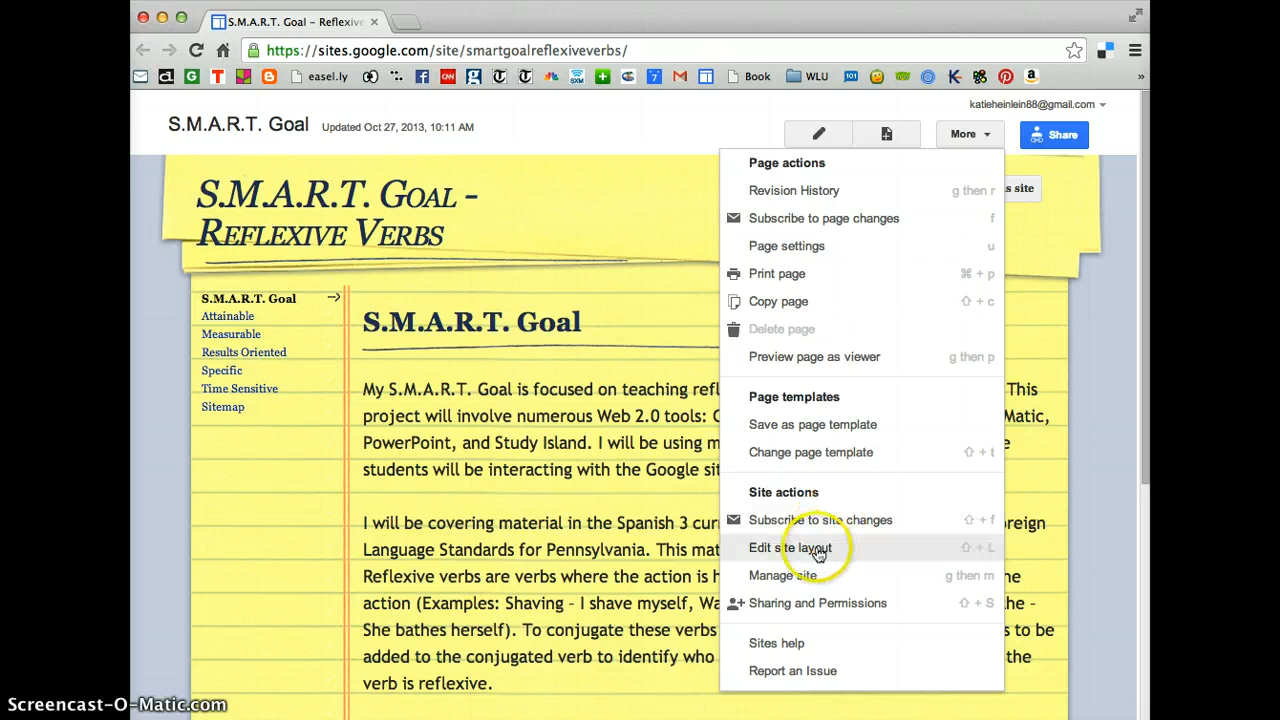 S.M.A.R.T. Goal - Reflexive
https://sites.google.com/site/smartgoalreflexiveverbs/
easel.ly
Book
WLU
katieheinlein88@gmail.com
S.M.A.R.T. Goal Updated Oct 27, 2013, 10:11 AM
More
Share
S.M.A.R.T. Goal -
Reflexive Verbs
s site
Page actions
Revision History g then r
Subscribe to page changes f
Page settings u
Print page ⌘ + p
Copy page ⇧ + c
Delete page
Preview page as viewer g then p
Page templates
Save as page template
Change page template ⇧ + t
Site actions
Subscribe to site changes ⇧ + f
Edit site layout ⇧ + L
Manage site g then m
Sharing and Permissions ⇧ + S
Sites help
Report an Issue
S.M.A.R.T. Goal
Attainable
Measurable
Results Oriented
Specific
Time Sensitive
Sitemap
S.M.A.R.T. Goal
My S.M.A.R.T. Goal is focused on teaching refl This
project will involve numerous Web 2.0 tools: Matic,
PowerPoint, and Study Island. I will be using m
students will be interacting with the Google sit
I will be covering material in the Spanish 3 curr oreign
Language Standards for Pennsylvania. This mat
Reflexive verbs are verbs where the action is h the
action (Examples: Shaving - I shave myself, Wa he -
She bathes herself). To conjugate these verbs s to be
added to the conjugated verb to identify who the
verb is reflexive.
Screencast-O-Matic.com